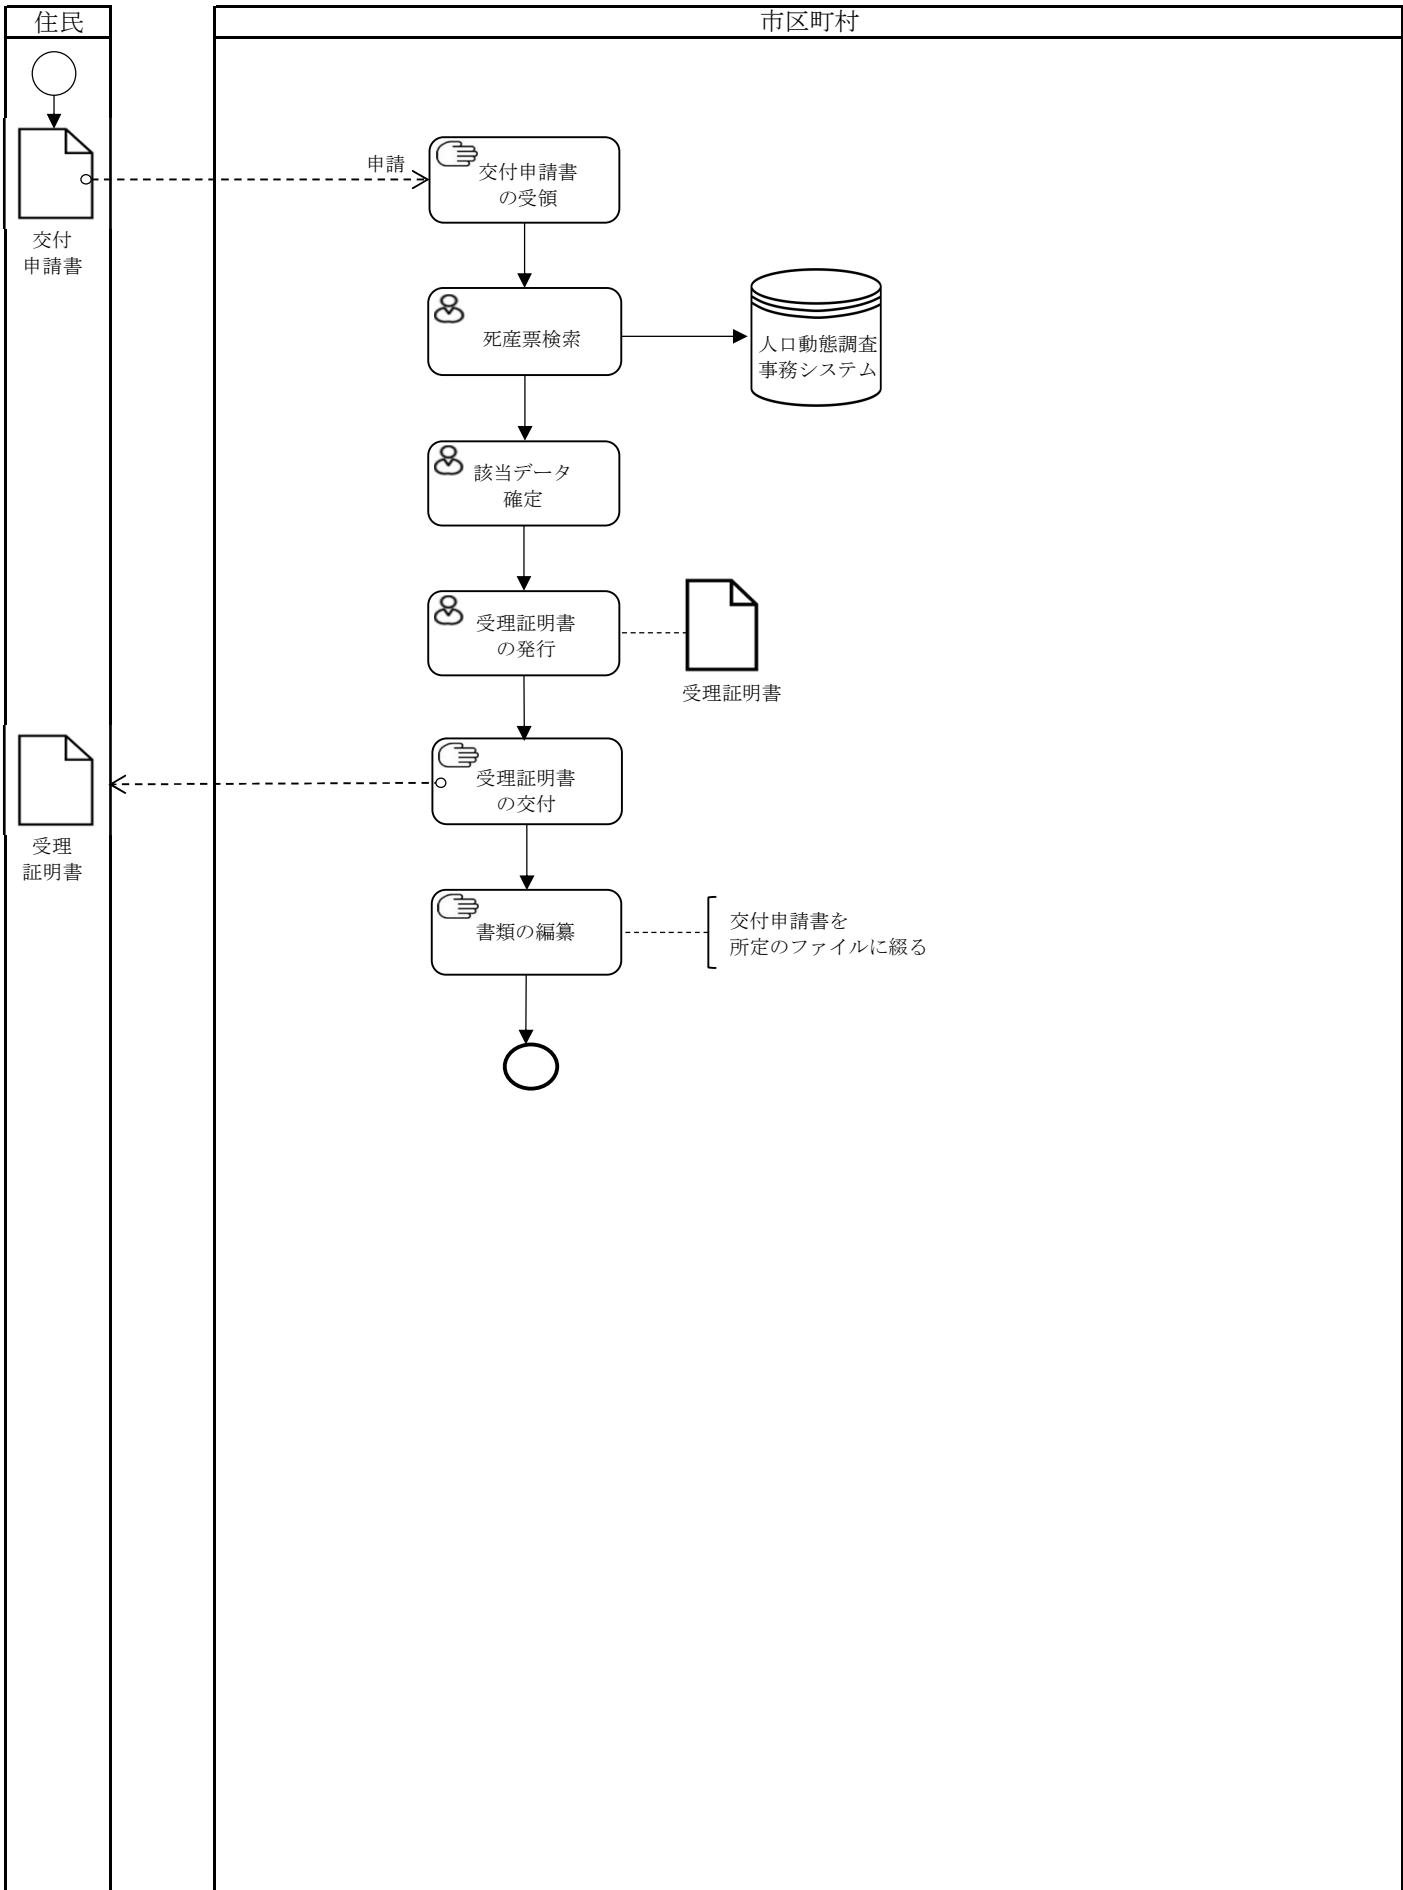 住民
市区町村
申請
交付申請書
の受領
交付
申請書
死産票検索
人口動態調査
事務システム
該当データ
確定
受理証明書
の発行
受理証明書
受理証明書
の交付
受理
証明書
書類の編纂
交付申請書を
所定のファイルに綴る